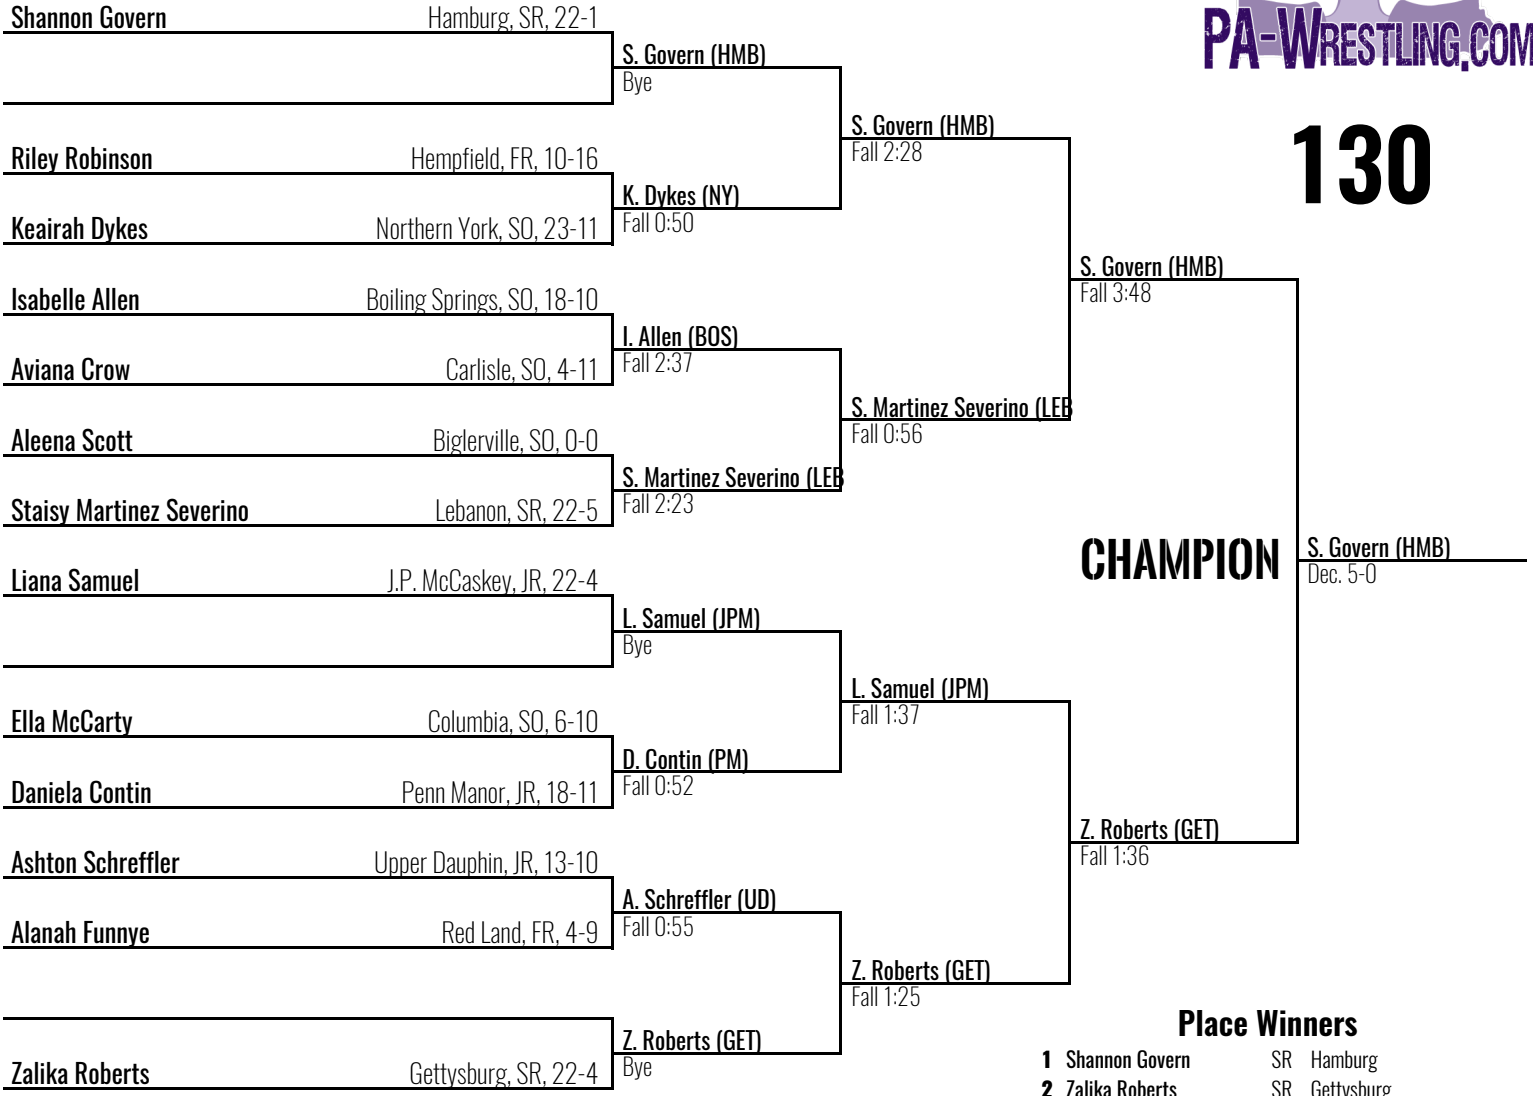 PA-WRESTLING.COM
130
Shannon Govern Hamburg, SR, 22-1
S. Govern (HMB)
Bye
S. Govern (HMB)
Fall 2:28
Riley Robinson Hempfield, FR, 10-16
K. Dykes (NY)
Fall 0:50
Keairah Dykes Northern York, SO, 23-11
S. Govern (HMB)
Fall 3:48
Isabelle Allen Boiling Springs, SO, 18-10
I. Allen (BOS)
Fall 2:37
Aviana Crow Carlisle, SO, 4-11
S. Martinez Severino (LEB
Fall 0:56
Aleena Scott Biglerville, SO, 0-0
S. Martinez Severino (LEB
Fall 2:23
Staisy Martinez Severino Lebanon, SR, 22-5
CHAMPION
S. Govern (HMB)
Dec. 5-0
Liana Samuel J.P. McCaskey, JR, 22-4
L. Samuel (JPM)
Bye
L. Samuel (JPM)
Fall 1:37
Ella McCarty Columbia, SO, 6-10
D. Contin (PM)
Fall 0:52
Daniela Contin Penn Manor, JR, 18-11
Z. Roberts (GET)
Fall 1:36
Ashton Schreffler Upper Dauphin, JR, 13-10
A. Schreffler (UD)
Fall 0:55
Alanah Funnye Red Land, FR, 4-9
Z. Roberts (GET)
Fall 1:25
Z. Roberts (GET)
Bye
Zalika Roberts Gettysburg, SR, 22-4
Place Winners
1 Shannon Govern SR Hamburg
2 Zalika Roberts SR Gettysburg